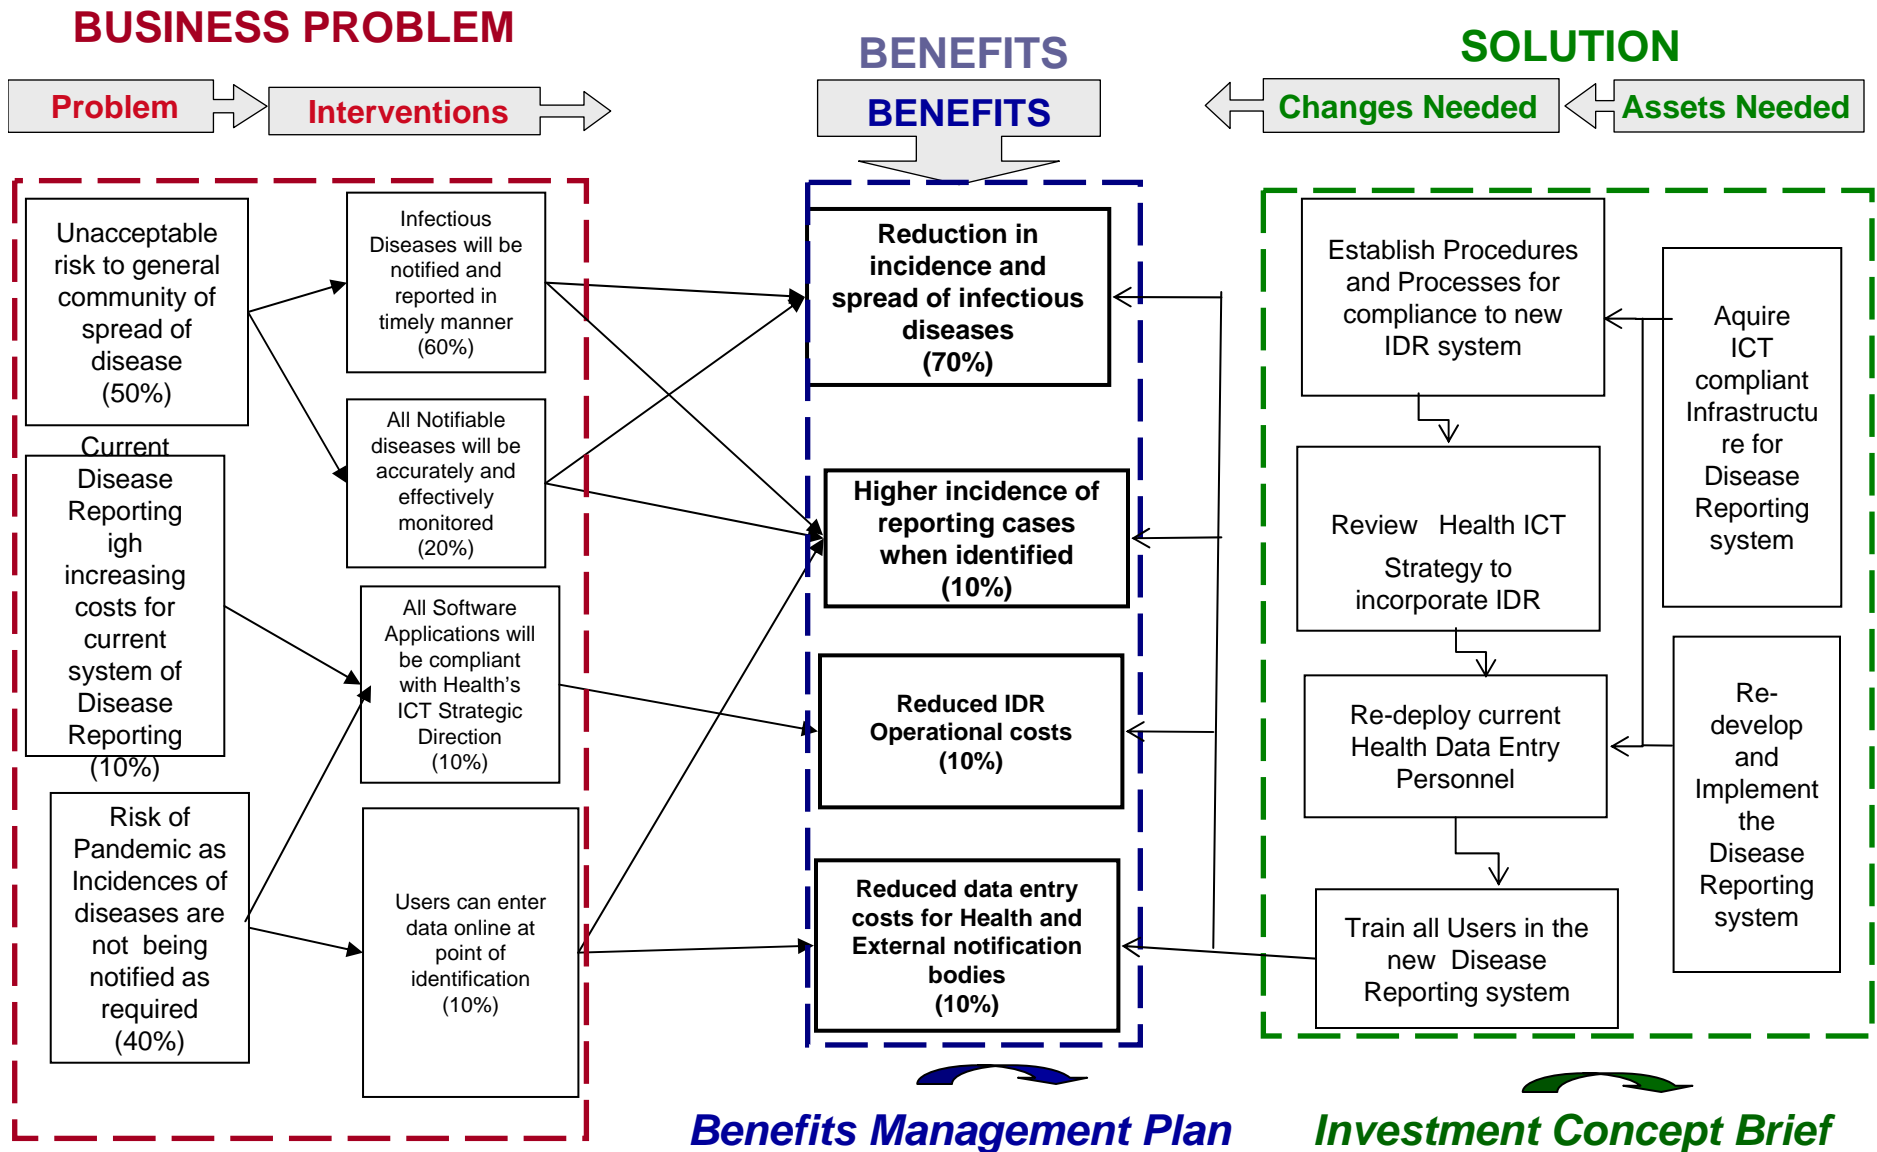 BUSINESS PROBLEM
BENEFITS
SOLUTION
Problem
Interventions
BENEFITS
Changes Needed
Assets Needed
Unacceptable
risk to general
community of
spread of
disease
(50%)
Current
Disease
Reporting
igh
increasing
costs for
current
system of
Disease
Reporting
(10%)
Risk of
Pandemic as
Incidences of
diseases are
not being
notified as
required
(40%)
Infectious
Diseases will be
notified and
reported in
timely manner
(60%)
All Notifiable
diseases will be
accurately and
effectively
monitored
(20%)
All Software
Applications will
be compliant
with Health’s
ICT Strategic
Direction
(10%)
Users can enter
data online at
point of
identification
(10%)
Reduction in
incidence and
spread of infectious
diseases
(70%)
Higher incidence of
reporting cases
when identified
(10%)
Reduced IDR
Operational costs
(10%)
Reduced data entry
costs for Health and
External notification
bodies
(10%)
Establish Procedures
and Processes for
compliance to new
IDR system
Review Health ICT
Strategy to
incorporate IDR
Re-deploy current
Health Data Entry
Personnel
Train all Users in the
new Disease
Reporting system
Aquire
ICT
compliant
Infrastructu
re for
Disease
Reporting
system
Re-
develop
and
Implement
the
Disease
Reporting
system
Benefits Management Plan
Investment Concept Brief